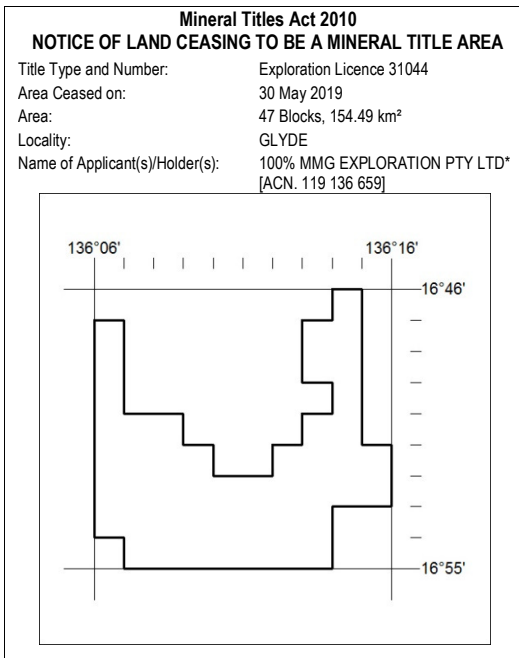 Mineral Titles Act 2010
NOTICE OF LAND CEASING TO BE A MINERAL TITLE AREA
Title Type and Number: Exploration Licence 31044
Area Ceased on: 30 May 2019
Area: 47 Blocks, 154.49 km²
Locality: GLYDE
Name of Applicant(s)/Holder(s): 100% MMG EXPLORATION PTY LTD*
[ACN. 119 136 659]
136°06' 136°16'
16°46'
16°55'